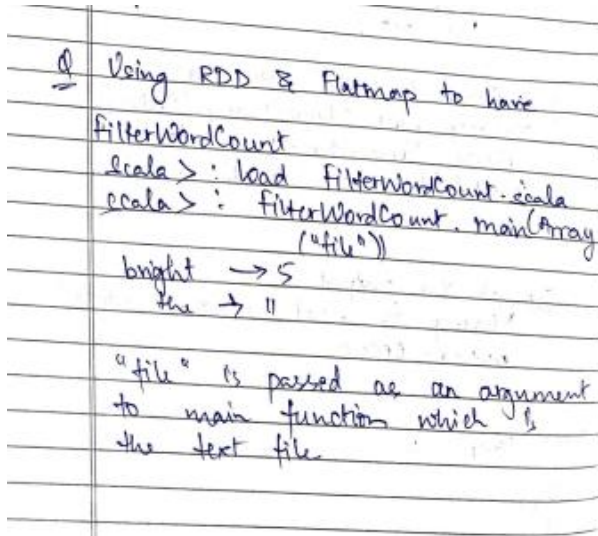 Q Using RDD & Flatmap to have
filterWordCount
scala> : load filterWordCount.scala
scala> : filterWordCount.main(Array
("file"))
bright → 5
the → 11
"file" is passed as an argument
to main function which is
the text file